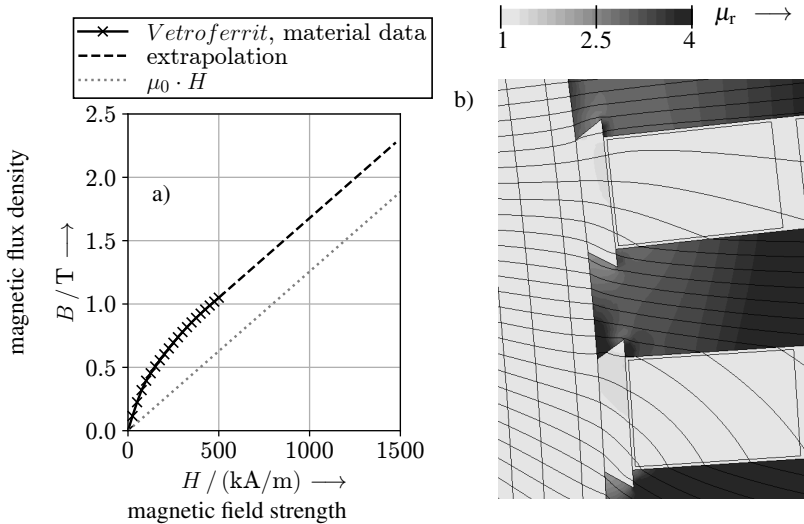 Vetroferrit, material data
extrapolation
μ₀ · H
magnetic flux density
B / T ⟶
2.5
2.0
1.5
1.0
0.5
0.0
a)
0 500 1000 1500
H / (kA/m) ⟶
magnetic field strength
μᵣ ⟶
1 2.5 4
b)